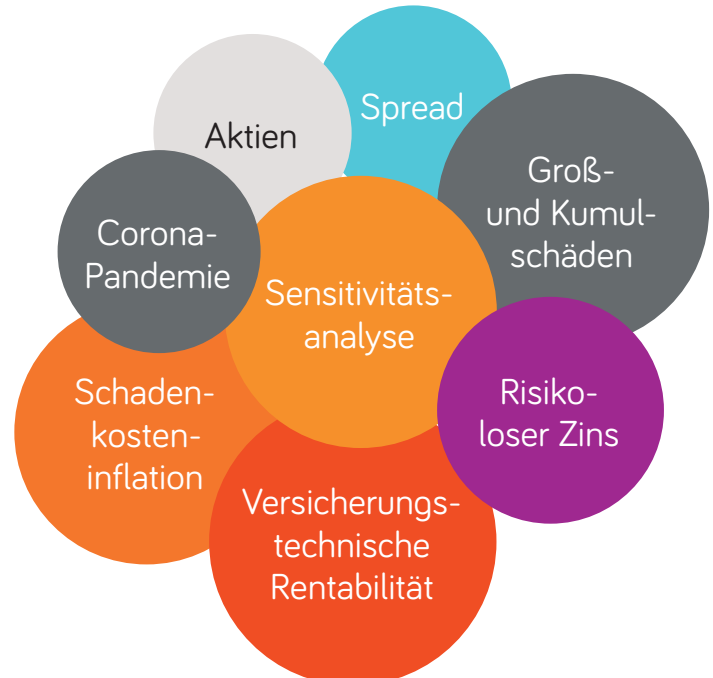 Spread
Aktien
Groß-
und Kumul-
schäden
Corona-
Pandemie
Sensitivitäts-
analyse
Schaden-
kosten-
inflation
Risiko-
loser Zins
Versicherungs-
technische
Rentabilität